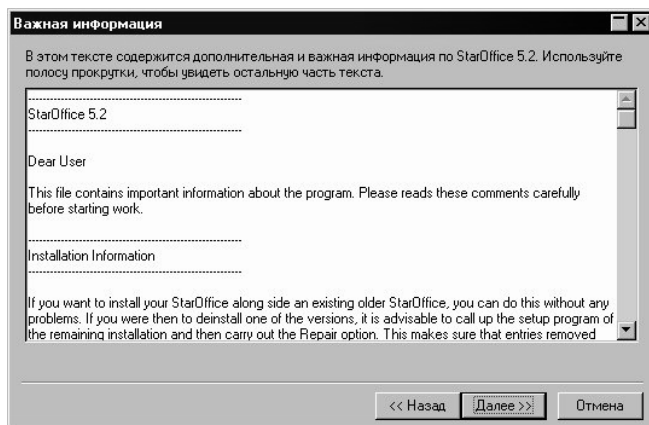 Важная информация
В этом тексте содержится дополнительная и важная информация по StarOffice 5.2. Используйте
полосу прокрутки, чтобы увидеть остальную часть текста.
------------------------------------------------------------
StarOffice 5.2
------------------------------------------------------------
Dear User
This file contains important information about the program. Please reads these comments carefully
before starting work.
------------------------------------------------------------
Installation Information
------------------------------------------------------------
If you want to install your StarOffice along side an existing older StarOffice, you can do this without any
problems. If you were then to deinstall one of the versions, it is advisable to call up the setup program of
the remaining installation and then carry out the Repair option. This makes sure that entries removed
<< Назад Далее >> Отмена